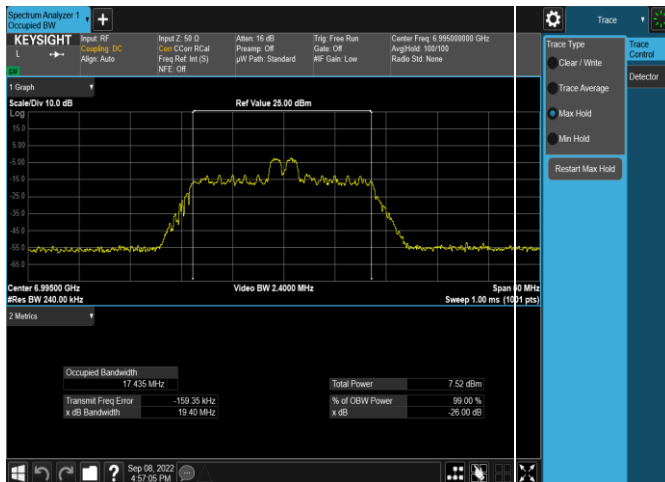 Spectrum Analyzer 1
Occupied BW
+
Trace
KEYSIGHT
L
LV
Input: RF
Coupling: DC
Align: Auto
Input Z: 50 Ω
Corr CCorr RCal
Freq Ref: Int (S)
NFE: Off
Atten: 16 dB
Preamp: Off
µW Path: Standard
Trig: Free Run
Gate: Off
#IF Gain: Low
Center Freq: 6.995000000 GHz
Avg|Hold: 100/100
Radio Std: None
Trace Type
Clear / Write
Trace Average
Max Hold
Min Hold
Restart Max Hold
Trace
Control
Detector
1 Graph
Scale/Div 10.0 dB
Ref Value 25.00 dBm
Log
15.0
5.00
-5.00
-15.0
-25.0
-35.0
-45.0
-55.0
-65.0
Center 6.99500 GHz
Video BW 2.4000 MHz
#Res BW 240.00 kHz
Sweep 1.00 ms (1001 pts)
2 Metrics
Occupied Bandwidth
17.435 MHz
Transmit Freq Error -159.35 kHz
x dB Bandwidth 19.40 MHz
Total Power 7.52 dBm
% of OBW Power 99.00 %
x dB -26.00 dB
?
Sep 08, 2022
4:57:05 PM